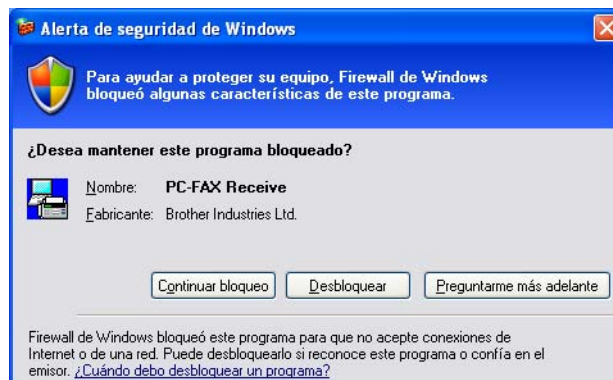 Alerta de seguridad de Windows
Para ayudar a proteger su equipo, Firewall de Windows
bloqueó algunas características de este programa.
¿Desea mantener este programa bloqueado?
Nombre: PC-FAX Receive
Fabricante: Brother Industries Ltd.
Continuar bloqueo Desbloquear Preguntarme más adelante
Firewall de Windows bloqueó este programa para que no acepte conexiones de
Internet o de una red. Puede desbloquearlo si reconoce este programa o confía en el
emisor. ¿Cuándo debo desbloquear un programa?